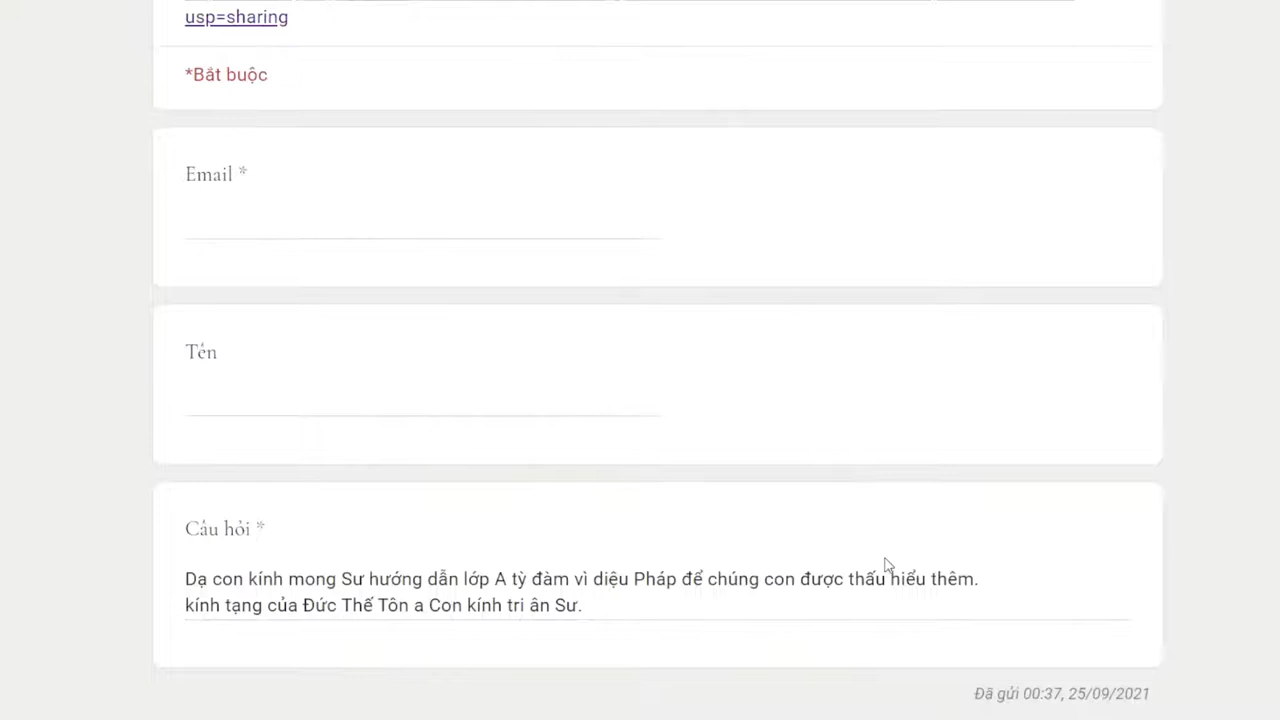 usp=sharing
*Bắt buộc
Email *
Tên
Câu hỏi *
Dạ con kính mong Sư hướng dẫn lớp A tỳ đàm vì diệu Pháp để chúng con được thấu hiểu thêm.
kính tạng của Đức Thế Tôn a Con kính tri ân Sư.
Đã gửi 00:37, 25/09/2021